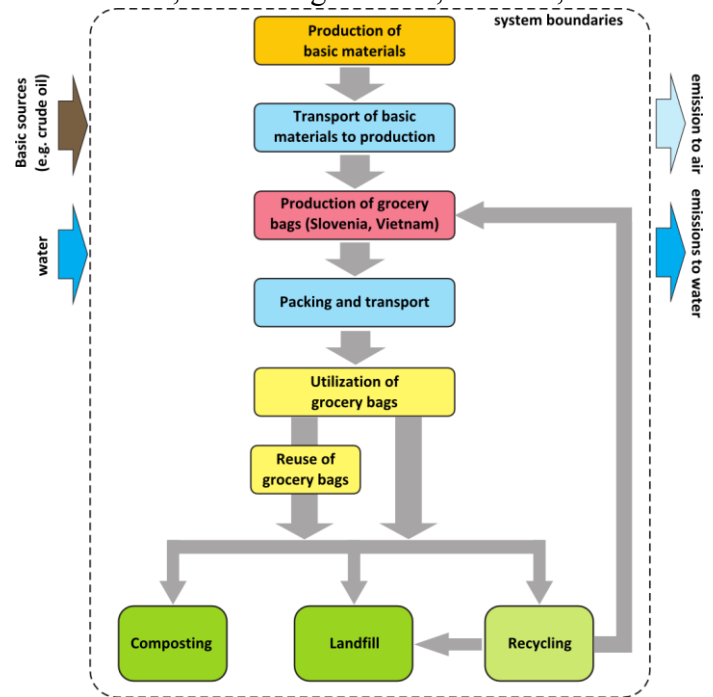 system boundaries
Production of
basic materials
Basic sources
(e.g. crude oil)
emission to air
Transport of basic
materials to production
Production of grocery
bags (Slovenia, Vietnam)
water
emissions to water
Packing and transport
Utilization of
grocery bags
Reuse of
grocery bags
Composting
Landfill
Recycling